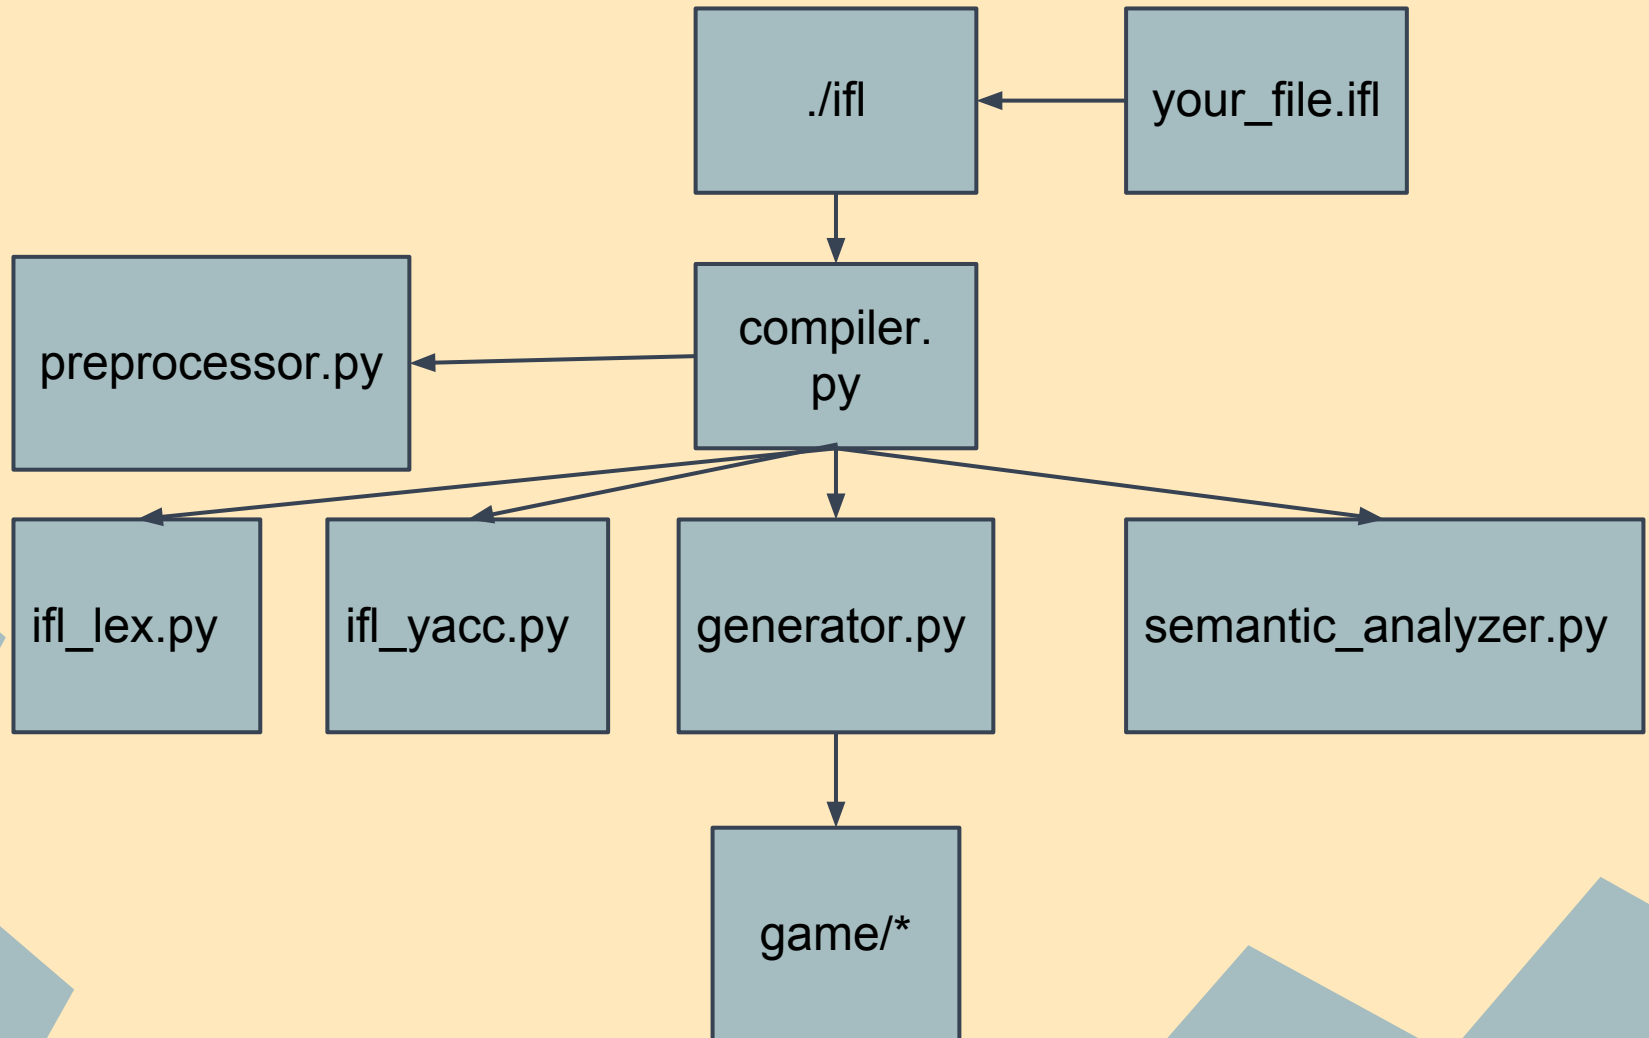 ./ifl
your_file.ifl
preprocessor.py
compiler.
py
ifl_lex.py
ifl_yacc.py
generator.py
semantic_analyzer.py
game/*